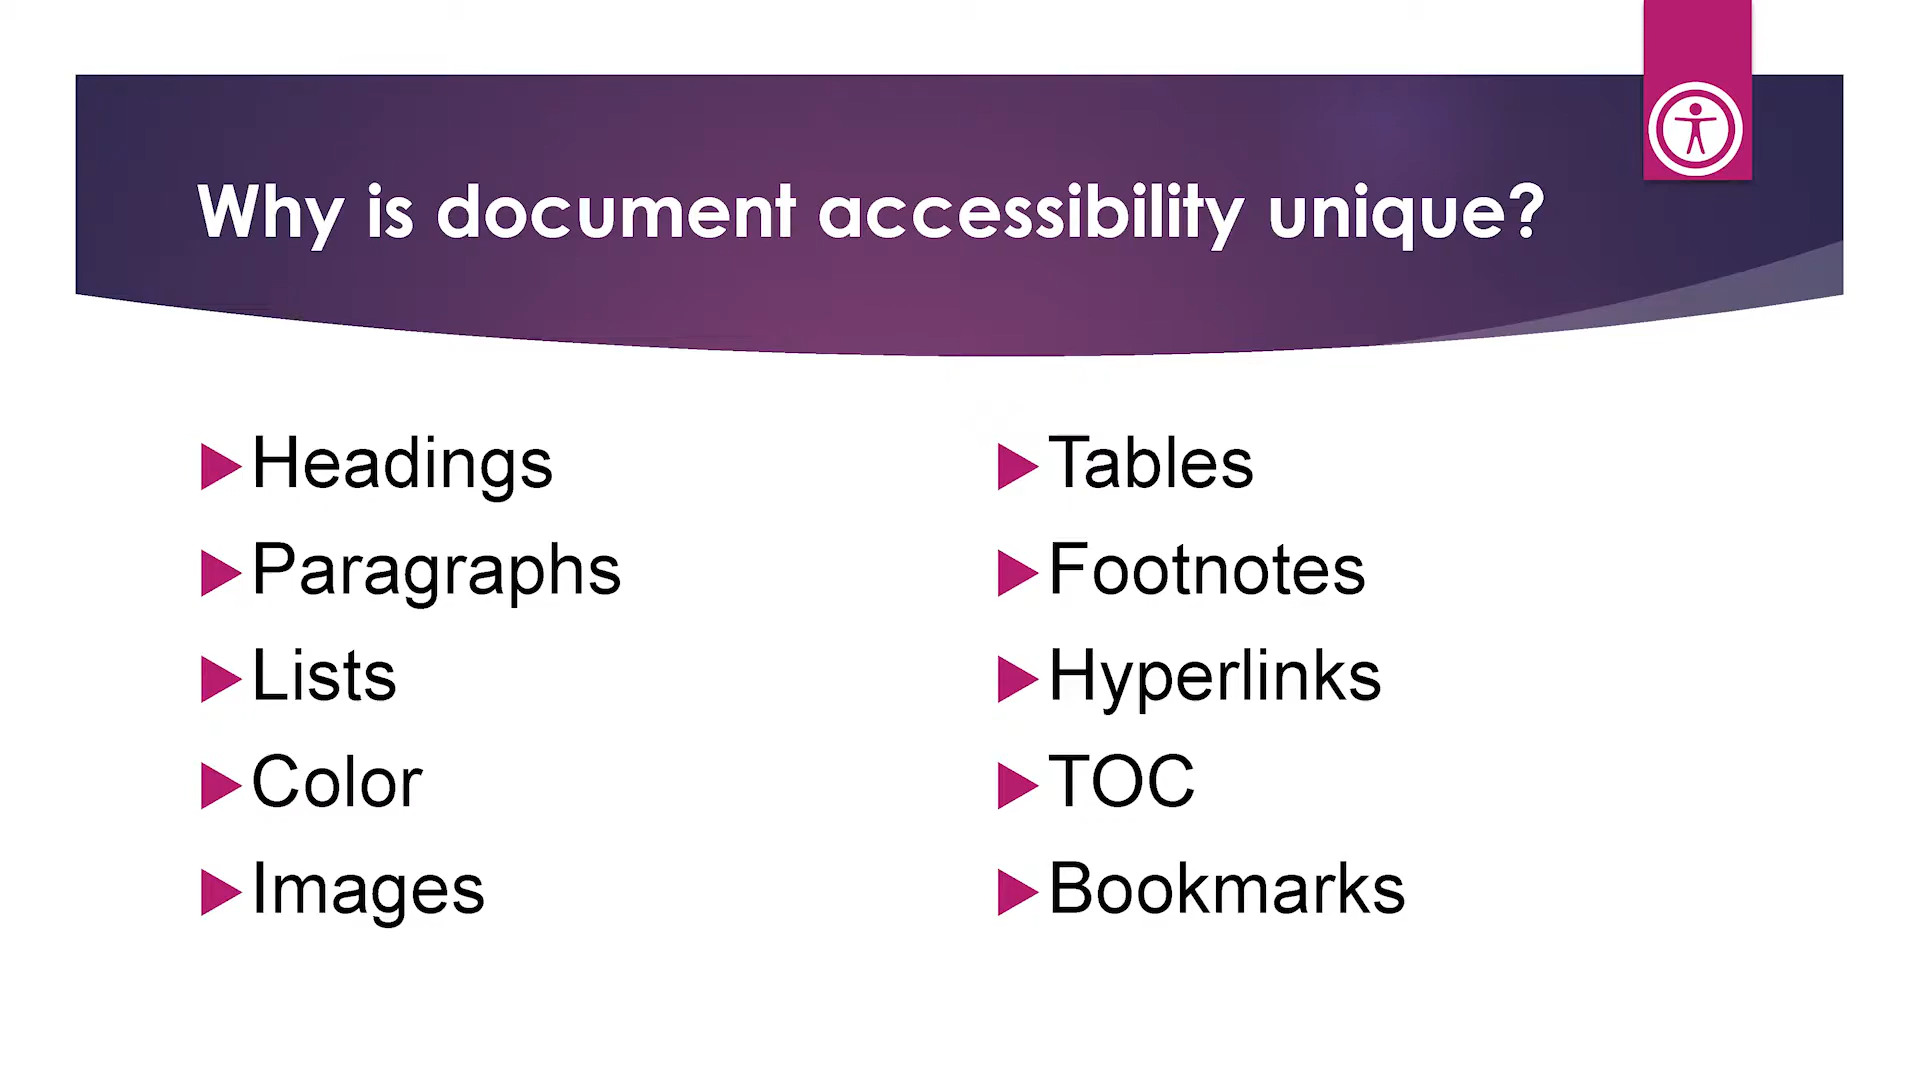 Why is document accessibility unique?
Headings
Paragraphs
Lists
Color
Images
Tables
Footnotes
Hyperlinks
TOC
Bookmarks